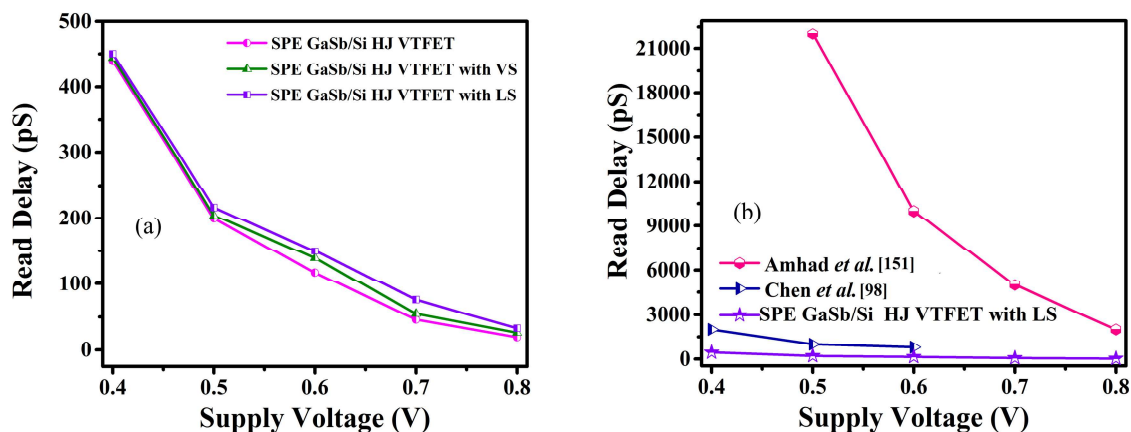 500
400
300
200
100
0
Read Delay (pS)
SPE GaSb/Si HJ VTFET
SPE GaSb/Si HJ VTFET with VS
SPE GaSb/Si HJ VTFET with LS
(a)
0.4 0.5 0.6 0.7 0.8
Supply Voltage (V)
21000
18000
15000
12000
9000
6000
3000
0
Read Delay (pS)
(b)
Amhad et al. [151]
Chen et al. [98]
SPE GaSb/Si HJ VTFET with LS
0.4 0.5 0.6 0.7 0.8
Supply Voltage (V)